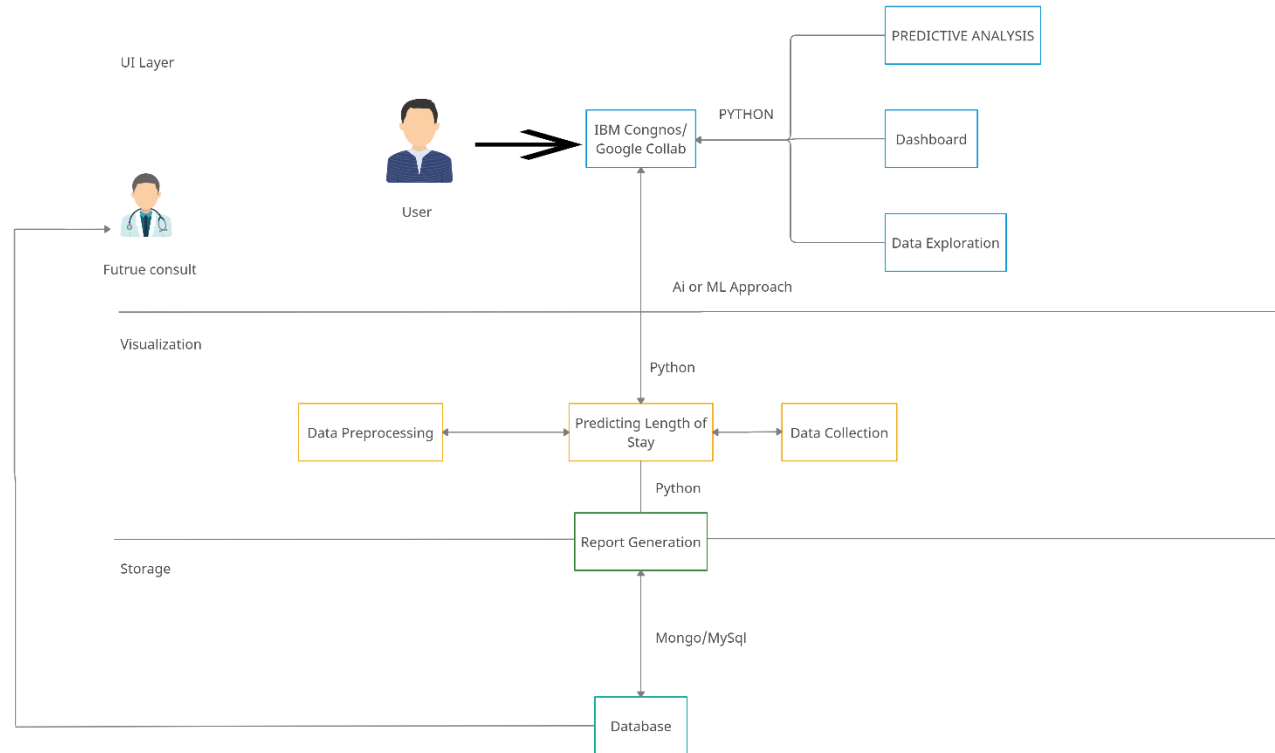 PREDICTIVE ANALYSIS
UI Layer
PYTHON
IBM Congnos/
Google Collab
Dashboard
User
Data Exploration
Futrue consult
Ai or ML Approach
Visualization
Python
Data Preprocessing
Predicting Length of
Stay
Data Collection
Python
Report Generation
Storage
Mongo/MySql
Database